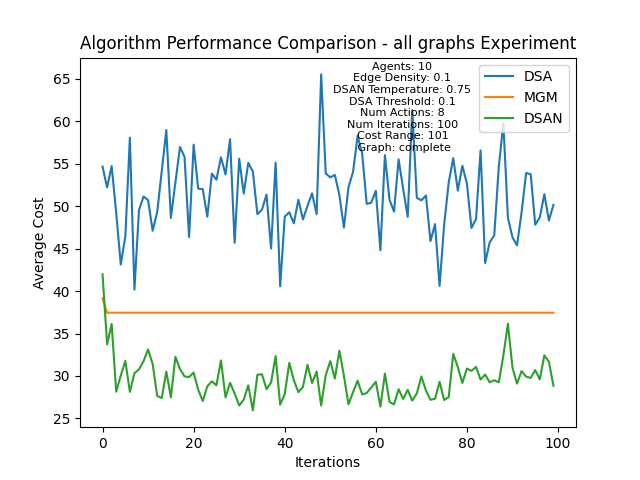 Algorithm Performance Comparison - all graphs Experiment
Agents: 10
Edge Density: 0.1
DSAN Temperature: 0.75
DSA Threshold: 0.1
Num Actions: 8
Num Iterations: 100
Cost Range: 101
Graph: complete
DSA
MGM
DSAN
65
60
55
50
45
40
35
30
25
Average Cost
0
20
40
60
80
100
Iterations